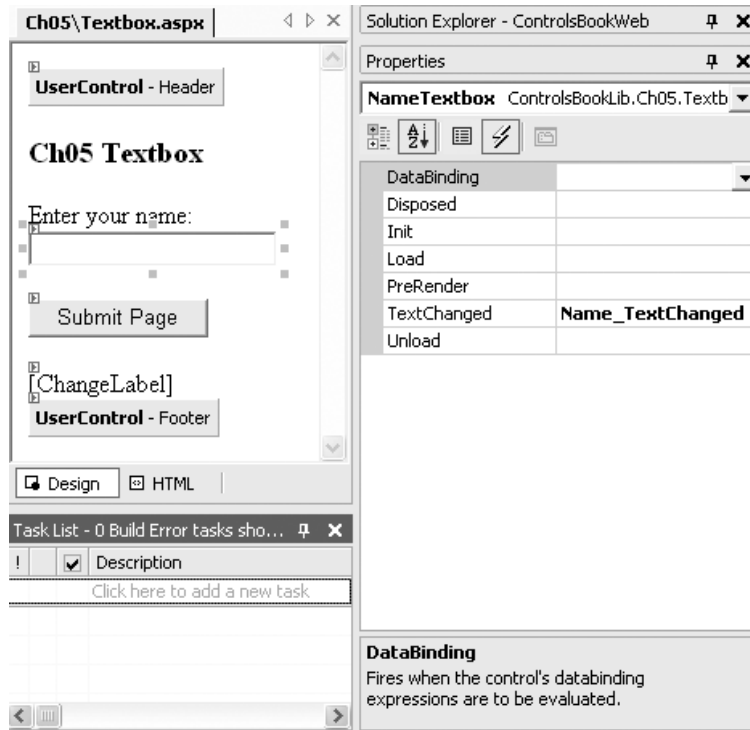 Ch05\Textbox.aspx
UserControl - Header
Ch05 Textbox
Enter your name:
Submit Page
[ChangeLabel]
UserControl - Footer
Design
HTML
Task List - 0 Build Error tasks sho...
! Description
Click here to add a new task
Solution Explorer - ControlsBookWeb
Properties
NameTextbox ControlsBookLib.Ch05.Textb
DataBinding
Disposed
Init
Load
PreRender
TextChanged Name_TextChanged
Unload
DataBinding
Fires when the control's databinding
expressions are to be evaluated.